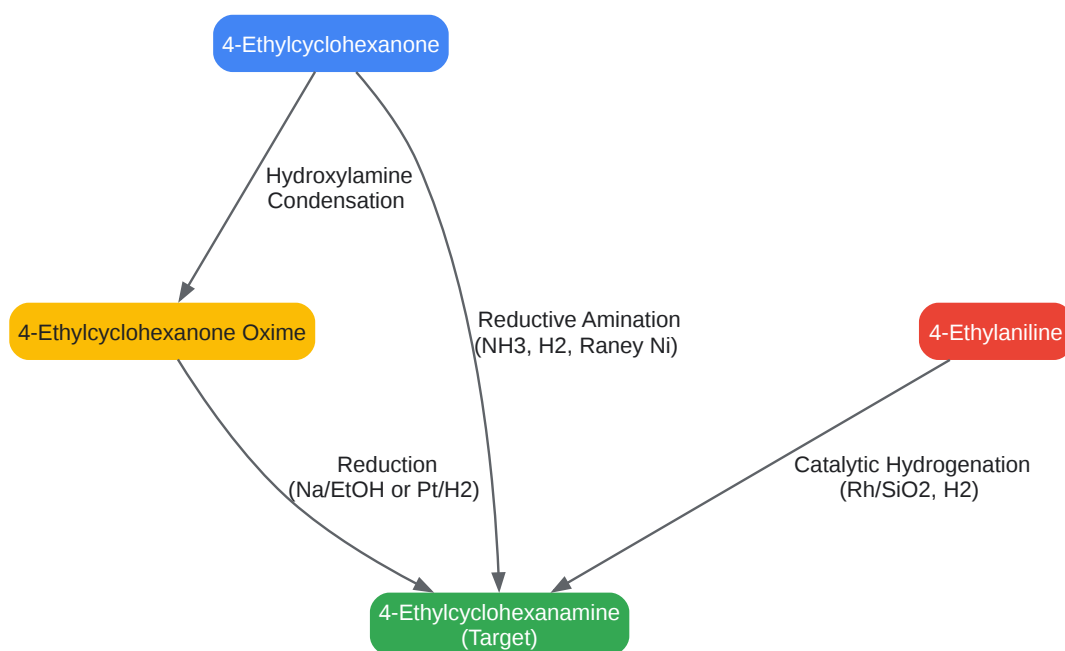 4-Ethylcyclohexanone
Hydroxylamine
Condensation
4-Ethylcyclohexanone Oxime
Reductive Amination
(NH3, H2, Raney Ni)
4-Ethylaniline
Reduction
(Na/EtOH or Pt/H2)
Catalytic Hydrogenation
(Rh/SiO2, H2)
4-Ethylcyclohexanamine
(Target)